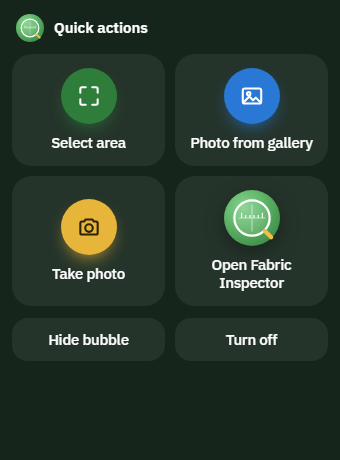 Quick actions
Select area
Photo from gallery
Take photo
Open Fabric
Inspector
Hide bubble
Turn off